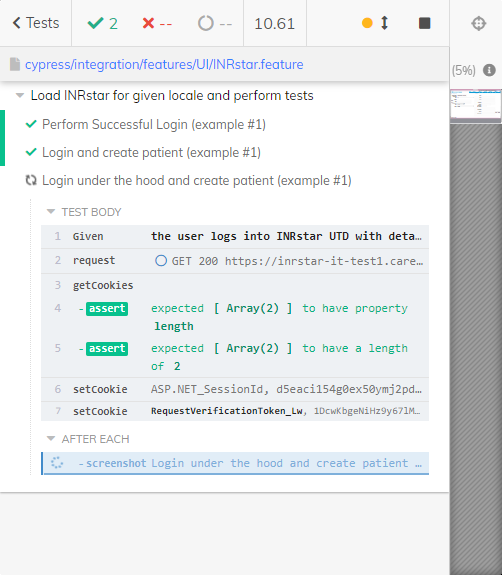 Tests 2 -- -- 10.61
cypress/integration/features/UI/INRstar.feature
(5%)
Load INRstar for given locale and perform tests
Perform Successful Login (example #1)
Login and create patient (example #1)
Login under the hood and create patient (example #1)
TEST BODY
1 Given the user logs into INRstar UTD with deta…
2 request GET 200 https://inrstar-it-test1.care…
3 getCookies
4 -assert expected [ Array(2) ] to have property
length
5 -assert expected [ Array(2) ] to have a length
of 2
6 setCookie ASP.NET_SessionId, d5eaci154g0ex50ymj2pd…
7 setCookie RequestVerificationToken_Lw, 1DcwKbgeNiHz9y67lM…
AFTER EACH
-screenshot Login under the hood and create patient …